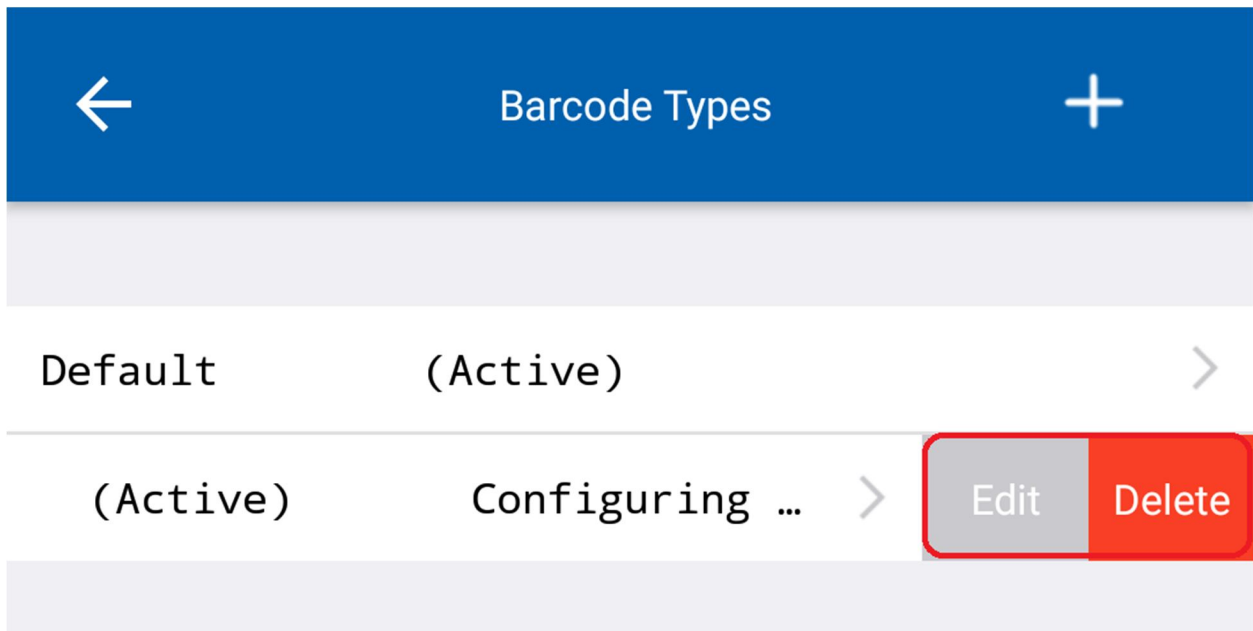 Barcode Types
Default (Active)
(Active) Configuring … Edit Delete